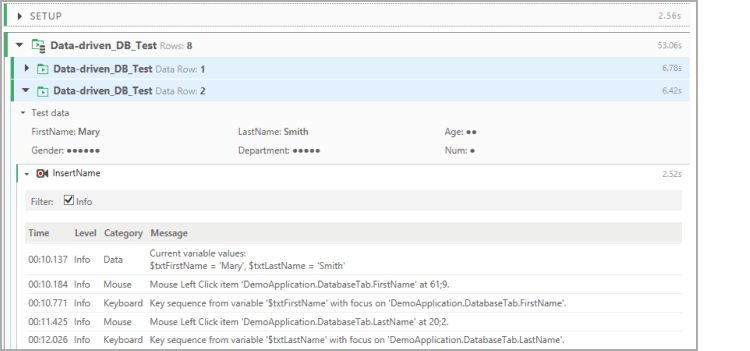 SETUP 2.56s
Data-driven_DB_Test Rows: 8 53.06s
Data-driven_DB_Test Data Row: 1 6.78s
Data-driven_DB_Test Data Row: 2 6.42s
Test data
FirstName: Mary LastName: Smith Age: ●●
Gender: ●●●●●● Department: ●●●●● Num: ●
InsertName 2.52s
Filter: Info
Time Level Category Message
00:10.137 Info Data Current variable values:
$txtFirstName = 'Mary', $txtLastName = 'Smith'
00:10.184 Info Mouse Mouse Left Click item 'DemoApplication.DatabaseTab.FirstName' at 61;9.
00:10.771 Info Keyboard Key sequence from variable '$txtFirstName' with focus on 'DemoApplication.DatabaseTab.FirstName'.
00:11.425 Info Mouse Mouse Left Click item 'DemoApplication.DatabaseTab.LastName' at 20;2.
00:12.026 Info Keyboard Key sequence from variable '$txtLastName' with focus on 'DemoApplication.DatabaseTab.LastName'.